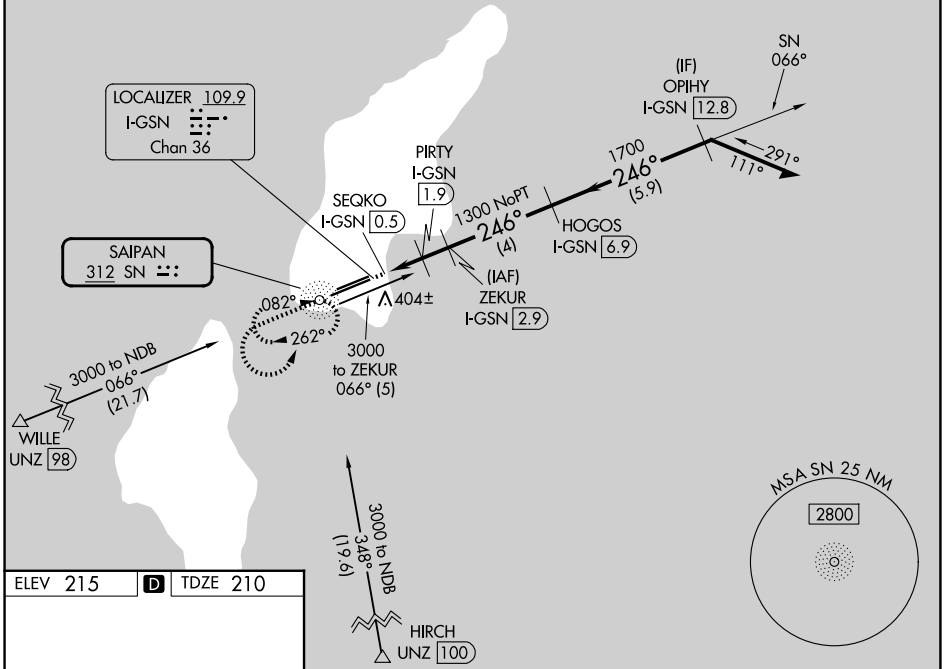 LOCALIZER 109.9
I-GSN
Chan 36
SAIPAN
312 SN
SN
066°
(IF)
OPIHY
I-GSN 12.8
291°
111°
1700
246°
(5.9)
HOGOS
I-GSN 6.9
PIRTY
I-GSN
1.9
1300 NoPT
246°
(4)
(IAF)
ZEKUR
I-GSN 2.9
SEQKO
I-GSN 0.5
404±
082°
262°
3000
to ZEKUR
066° (5)
3000 to NDB
066°
(21.7)
WILLE
UNZ 98
3000 to NDB
348°
(19.6)
HIRCH
UNZ 100
MSA SN 25 NM
2800
ELEV 215 D TDZE 210